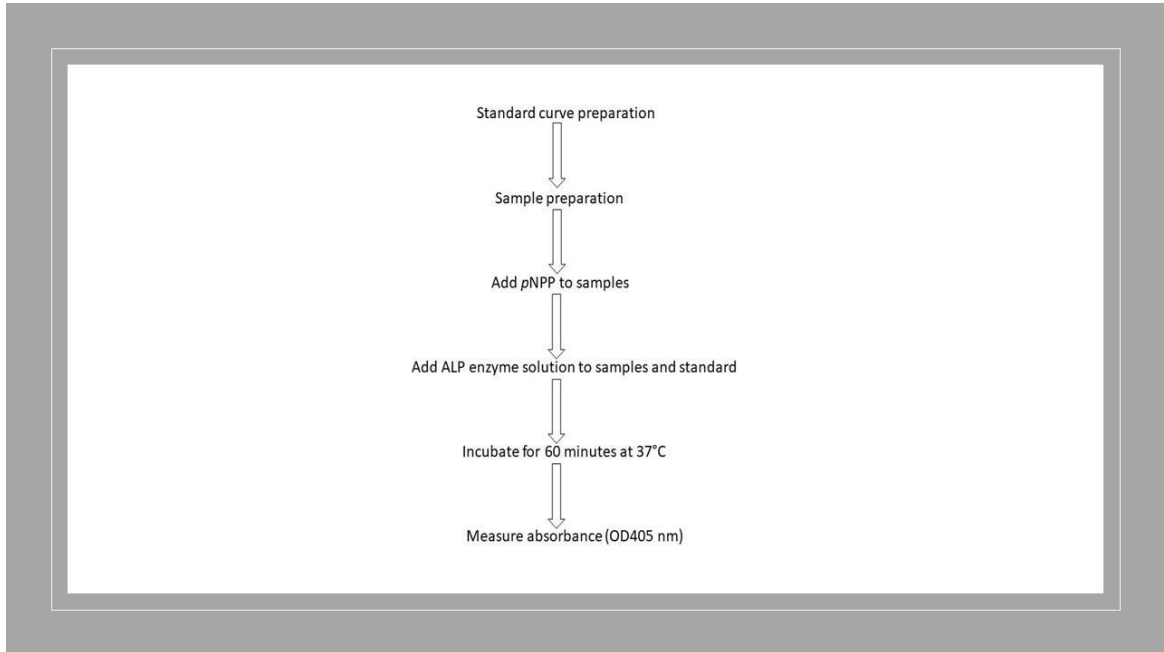 Standard curve preparation
Sample preparation
Add pNPP to samples
Add ALP enzyme solution to samples and standard
Incubate for 60 minutes at 37°C
Measure absorbance (OD405 nm)